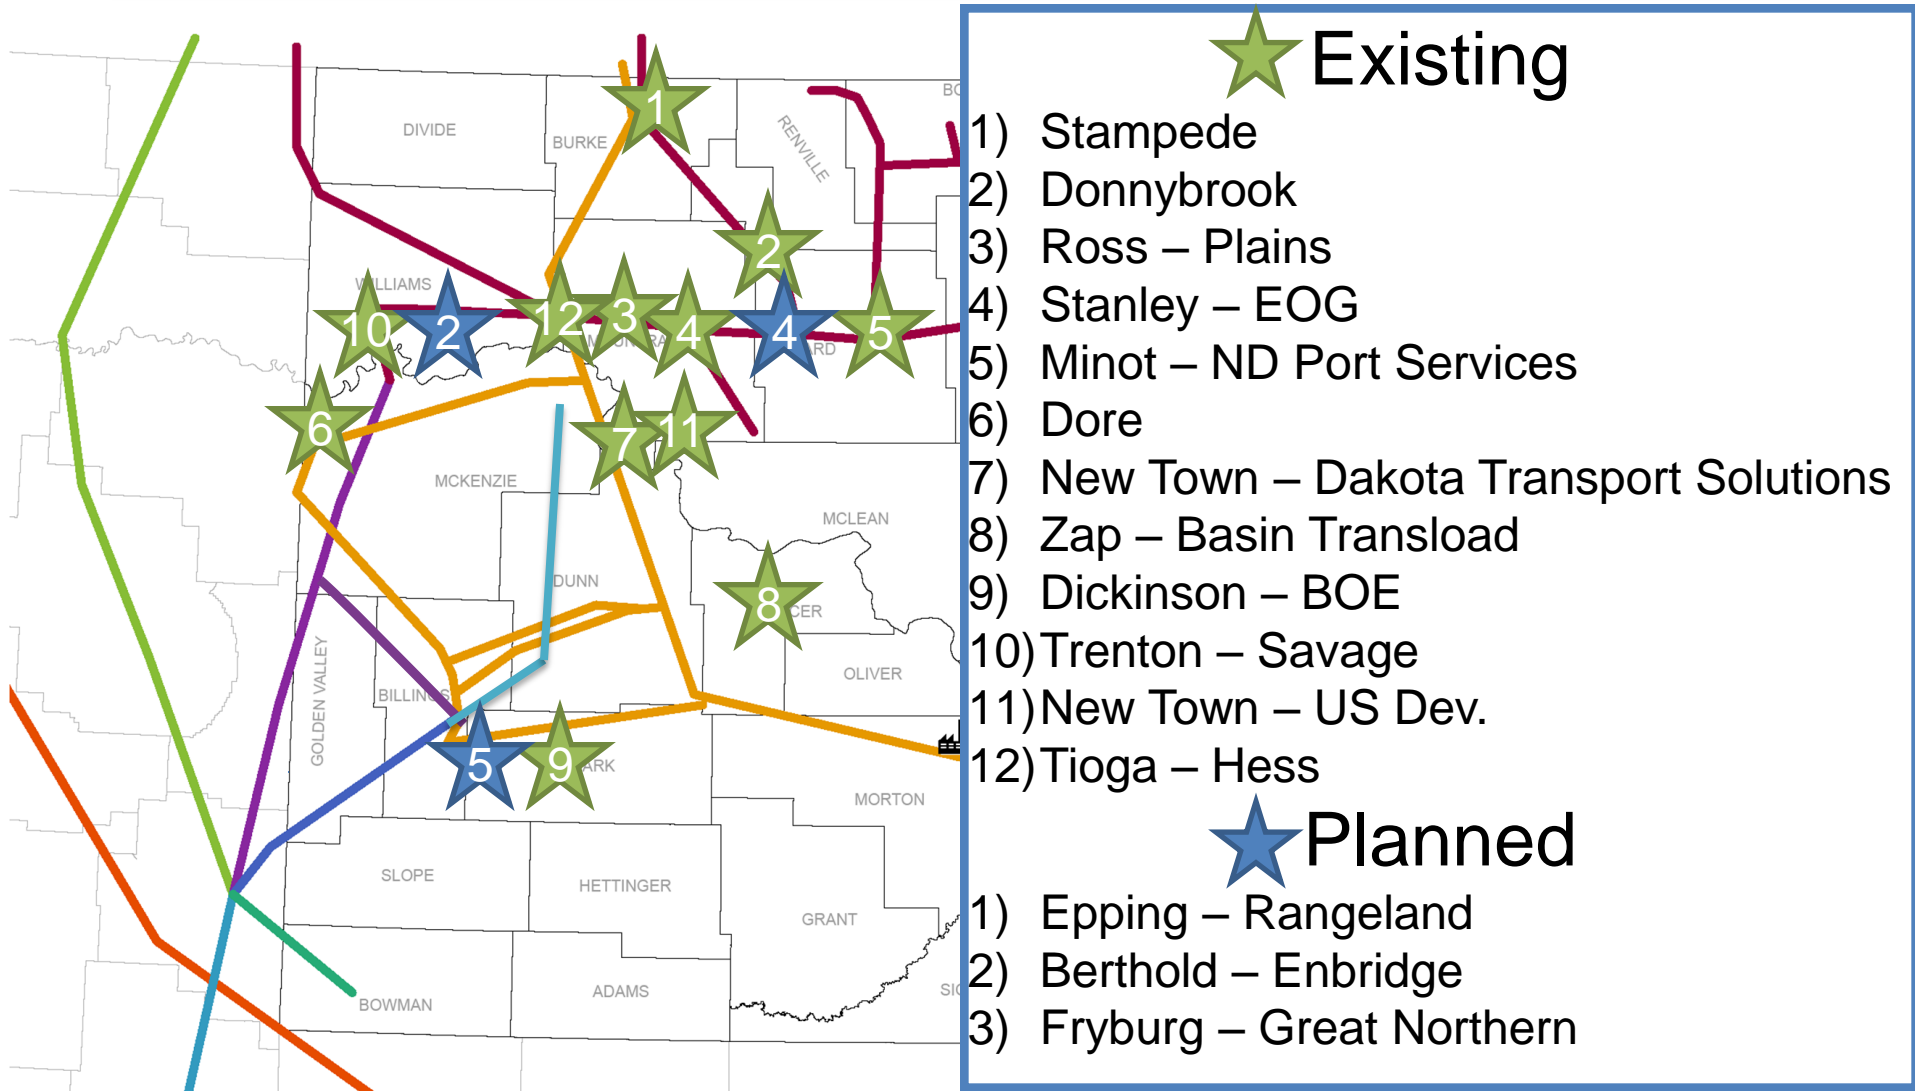 DIVIDE
BURKE
RENVILLE
1
2
WILLIAMS
10
2
12
3
4
4
5
6
7
11
MCKENZIE
MCLEAN
DUNN
8
CER
OLIVER
GOLDEN VALLEY
BILLINGS
5
9
ARK
MORTON
SLOPE
HETTINGER
GRANT
BOWMAN
ADAMS
Existing
1) Stampede
2) Donnybrook
3) Ross – Plains
4) Stanley – EOG
5) Minot – ND Port Services
6) Dore
7) New Town – Dakota Transport Solutions
8) Zap – Basin Transload
9) Dickinson – BOE
10) Trenton – Savage
11) New Town – US Dev.
12) Tioga – Hess
Planned
1) Epping – Rangeland
2) Berthold – Enbridge
3) Fryburg – Great Northern